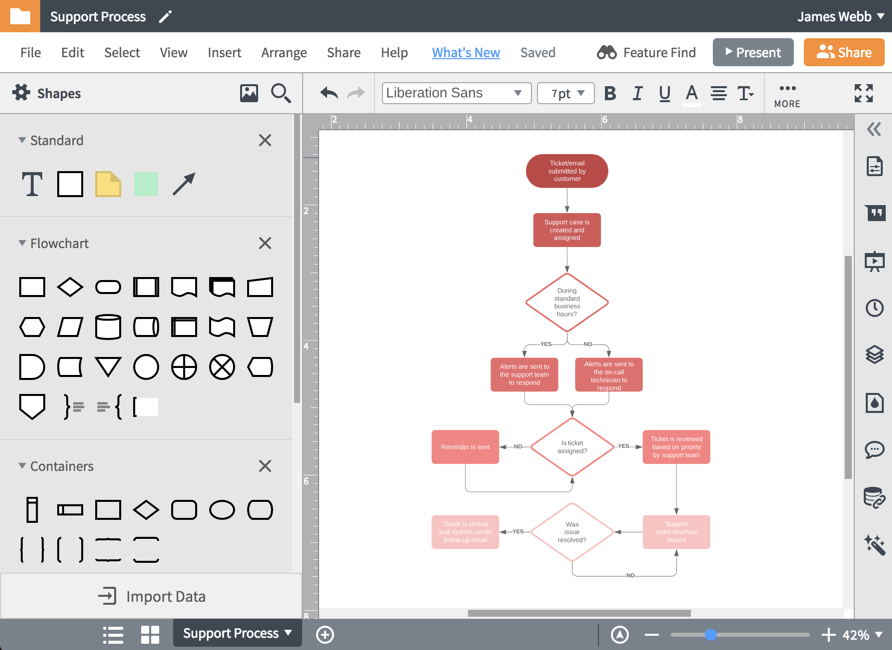 Support Process
James Webb
File Edit Select View Insert Arrange Share Help What's New Saved Feature Find Present Share
Shapes
Liberation Sans
7pt
B I U A T
MORE
Standard
T
Flowchart
Containers
Import Data
2 4 6 8
2
4
6
8
Ticket/email
submitted by
customer
Support case is
created and
assigned
During
standard
business
hours?
YES
NO
Alerts are sent to
the support team
to respond
Alerts are sent to
the on-call
technician to
respond
Reminder is sent
NO
Is ticket
assigned?
YES
Ticket is reviewed
based on priority
by support team
Ticket is closed
and system sends
follow up email
YES
Was
issue
resolved?
Support
team resolves
issues
NO
Support Process
42%